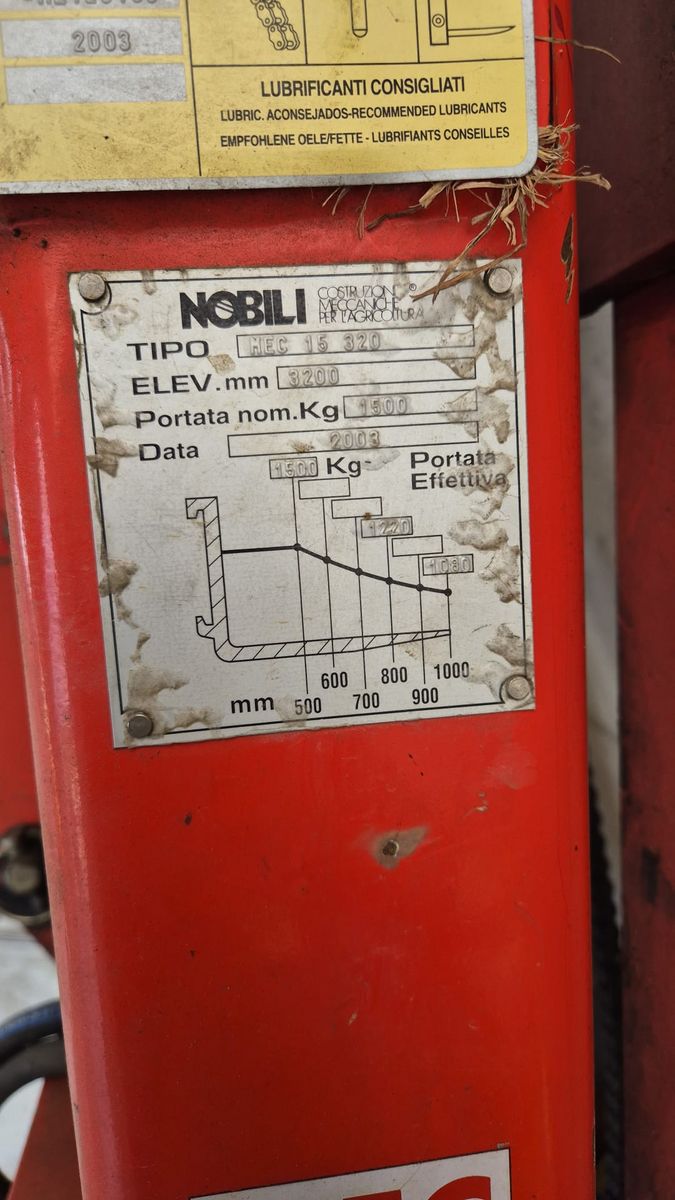 2003
LUBRIFICANTI CONSIGLIATI
LUBRIC. ACONSEJADOS-RECOMMENDED LUBRICANTS
EMPFOHLENE OELE/FETTE - LUBRIFIANTS CONSEILLES
NOBILI COSTRUZIONI MECCANICHE PER L'AGRICOLTURA ®
TIPO MEC 15 320
ELEV.mm 3200
Portata nom.Kg 1500
Data 2003
1500 Kg Portata
Effettiva
1220
1080
mm 500 600 700 800 900 1000